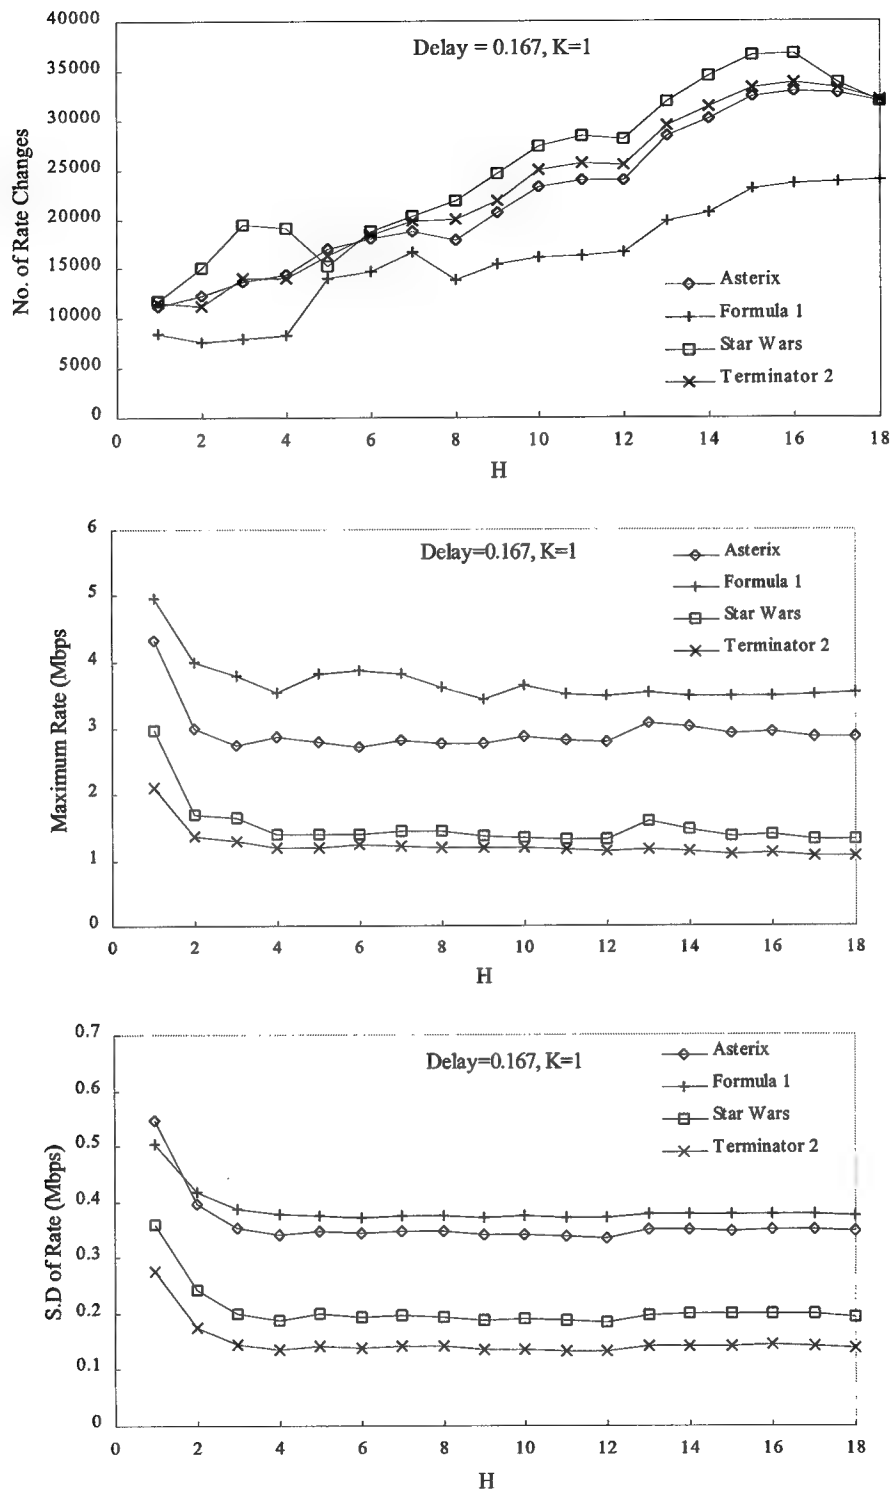 40000
35000
30000
25000
20000
15000
10000
5000
0
No. of Rate Changes
Delay = 0.167, K=1
Asterix
Formula 1
Star Wars
Terminator 2
0 2 4 6 8 10 12 14 16 18
H
6
5
4
3
2
1
0
Maximum Rate (Mbps
Delay=0.167, K=1
Asterix
Formula 1
Star Wars
Terminator 2
0 2 4 6 8 10 12 14 16 18
H
0.7
0.6
0.5
0.4
0.3
0.2
0.1
0
S.D of Rate (Mbps)
Delay=0.167, K=1
Asterix
Formula 1
Star Wars
Terminator 2
0 2 4 6 8 10 12 14 16 18
H